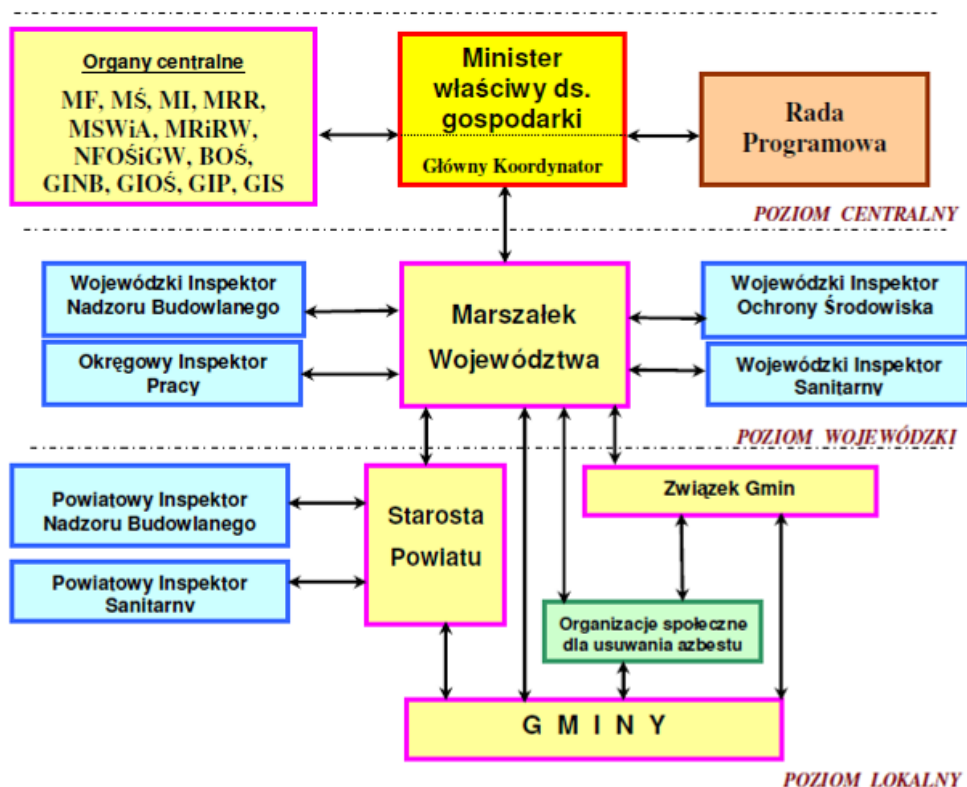 Organy centralne
MF, MŚ, MI, MRR,
MSWiA, MRiRW,
NFOŚiGW, BOŚ,
GINB, GIOŚ, GIP, GIS
Minister
właściwy ds.
gospodarki
Główny Koordynator
Rada
Programowa
POZIOM CENTRALNY
Wojewódzki Inspektor
Nadzoru Budowlanego
Okręgowy Inspektor
Pracy
Marszałek
Województwa
Wojewódzki Inspektor
Ochrony Środowiska
Wojewódzki Inspektor
Sanitarny
POZIOM WOJEWÓDZKI
Powiatowy Inspektor
Nadzoru Budowlanego
Powiatowy Inspektor
Sanitarny
Starosta
Powiatu
Związek Gmin
Organizacje społeczne
dla usuwania azbestu
G M I N Y
POZIOM LOKALNY